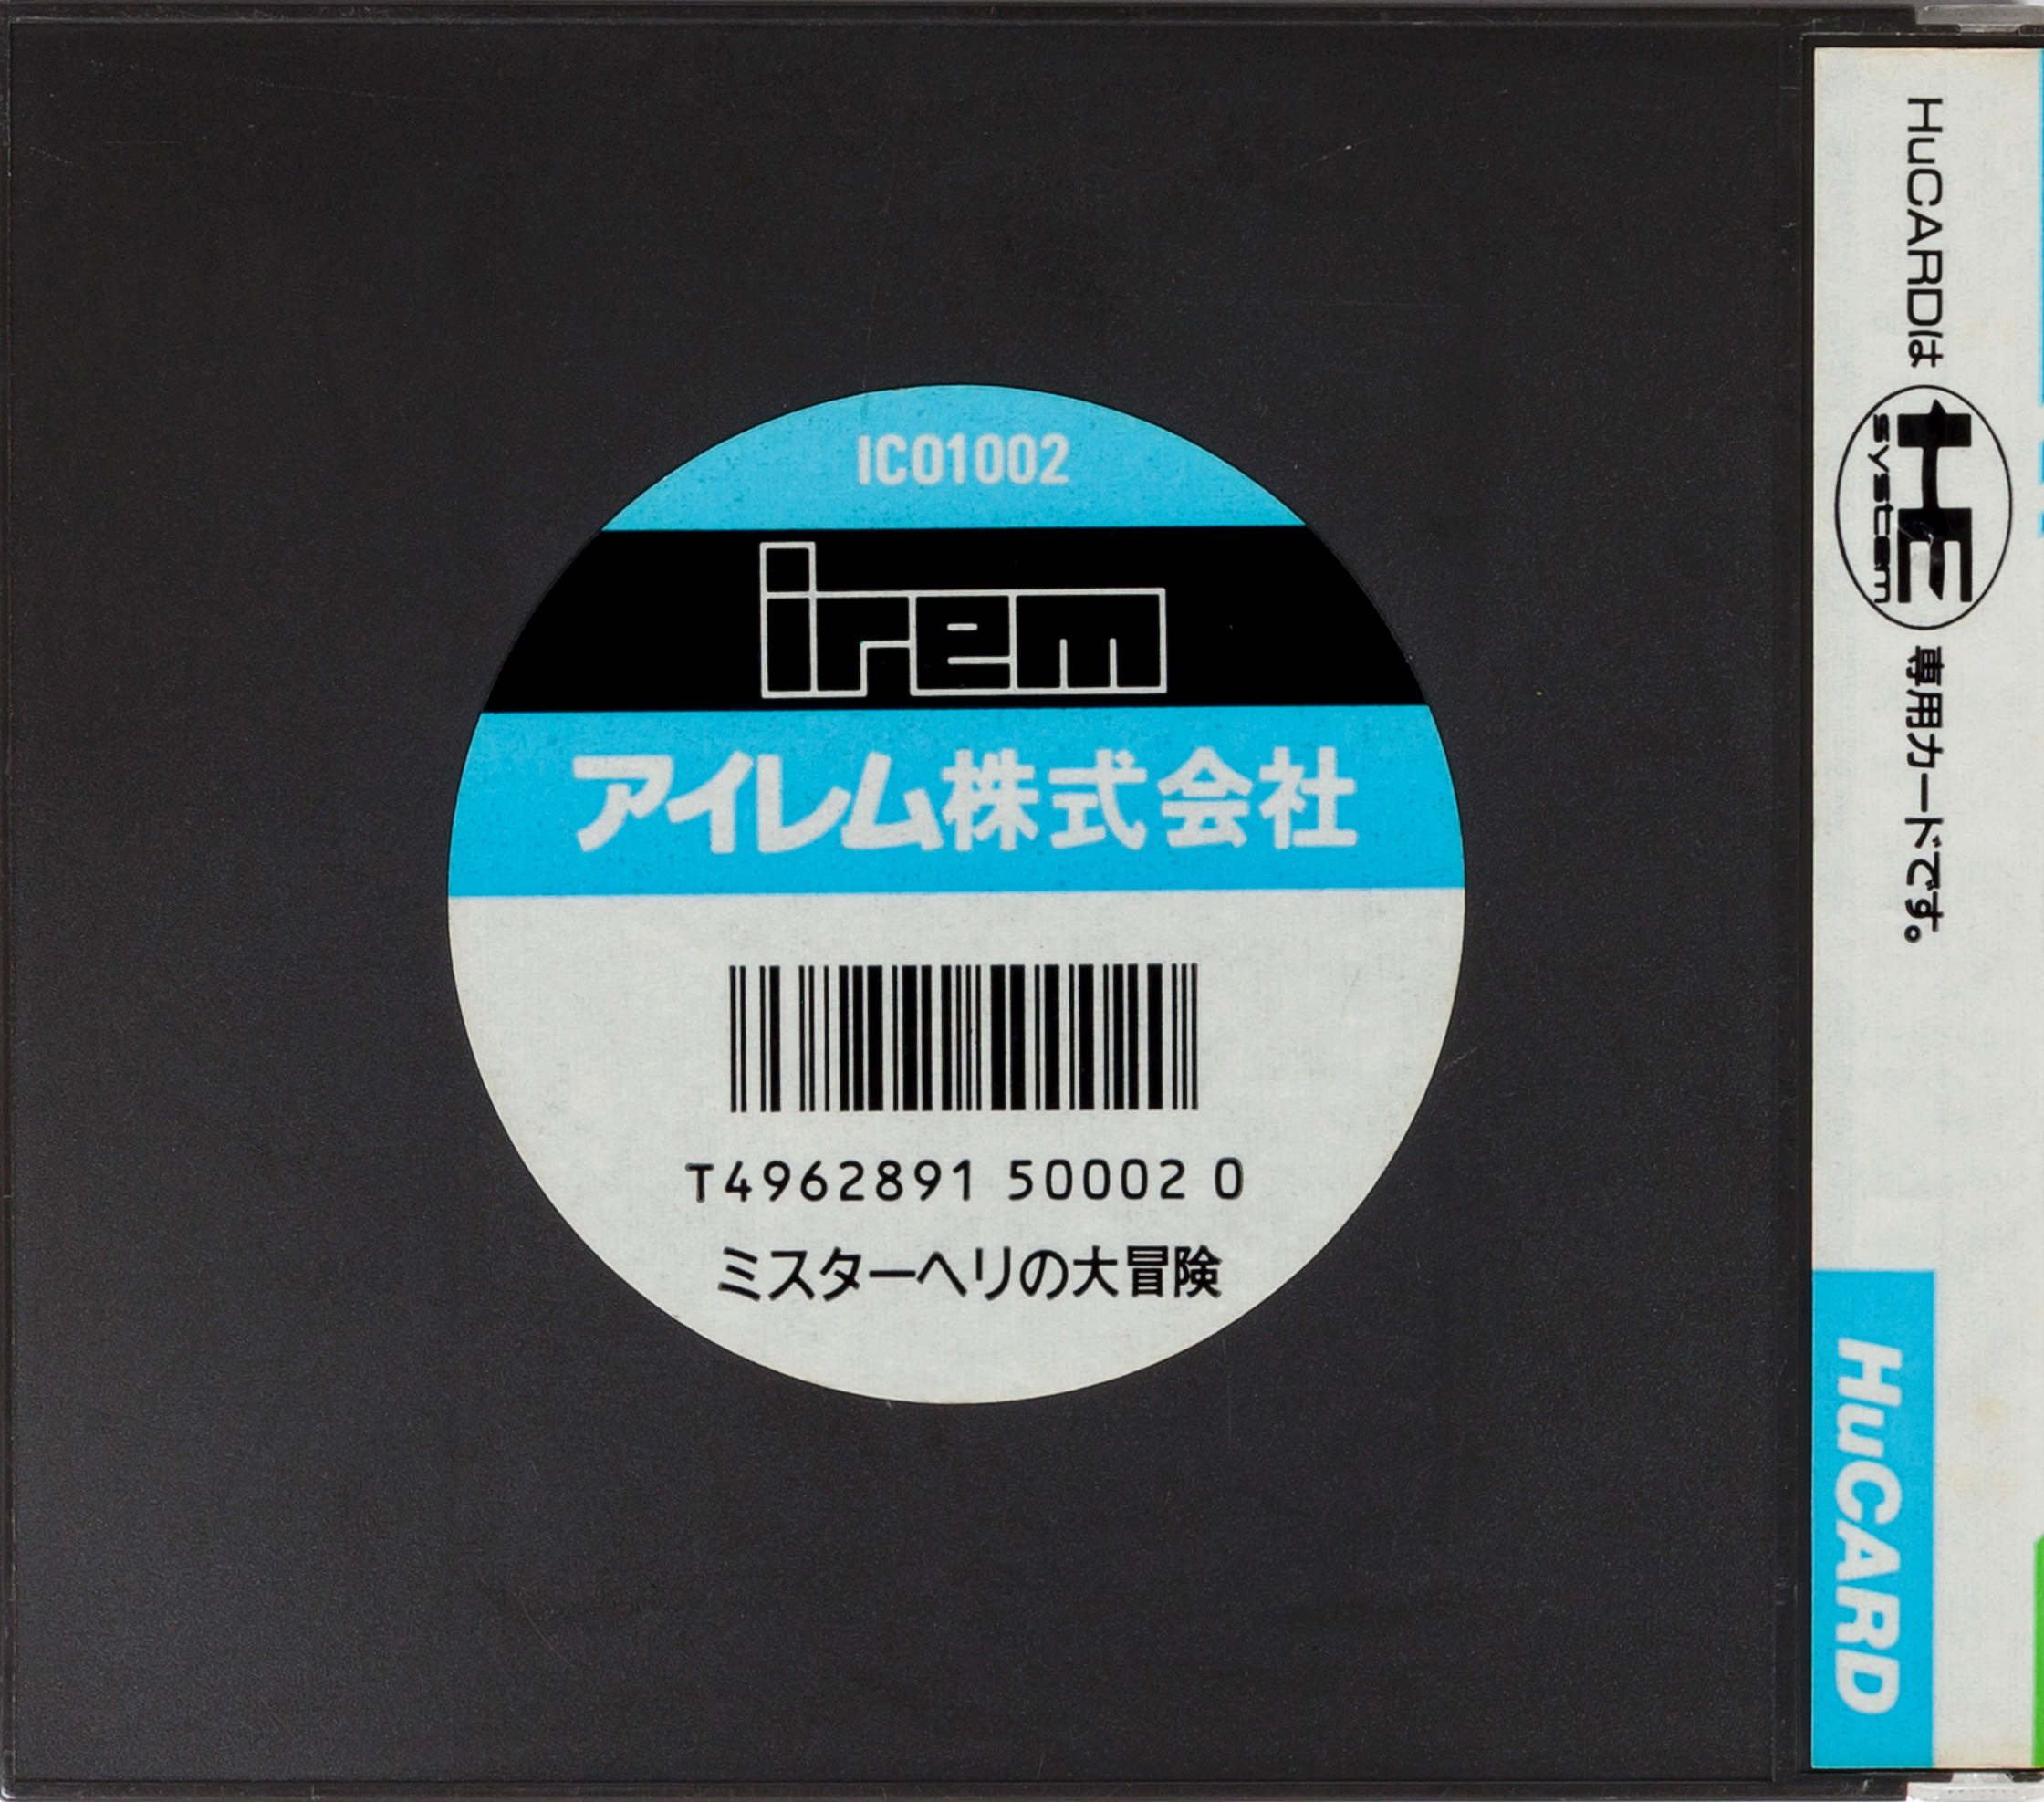 IC01002
irem
アイレム株式会社
T4962891 50002 0
ミスターヘリの大冒険
HuCARDは HE system 専用カードです。
HuCARD